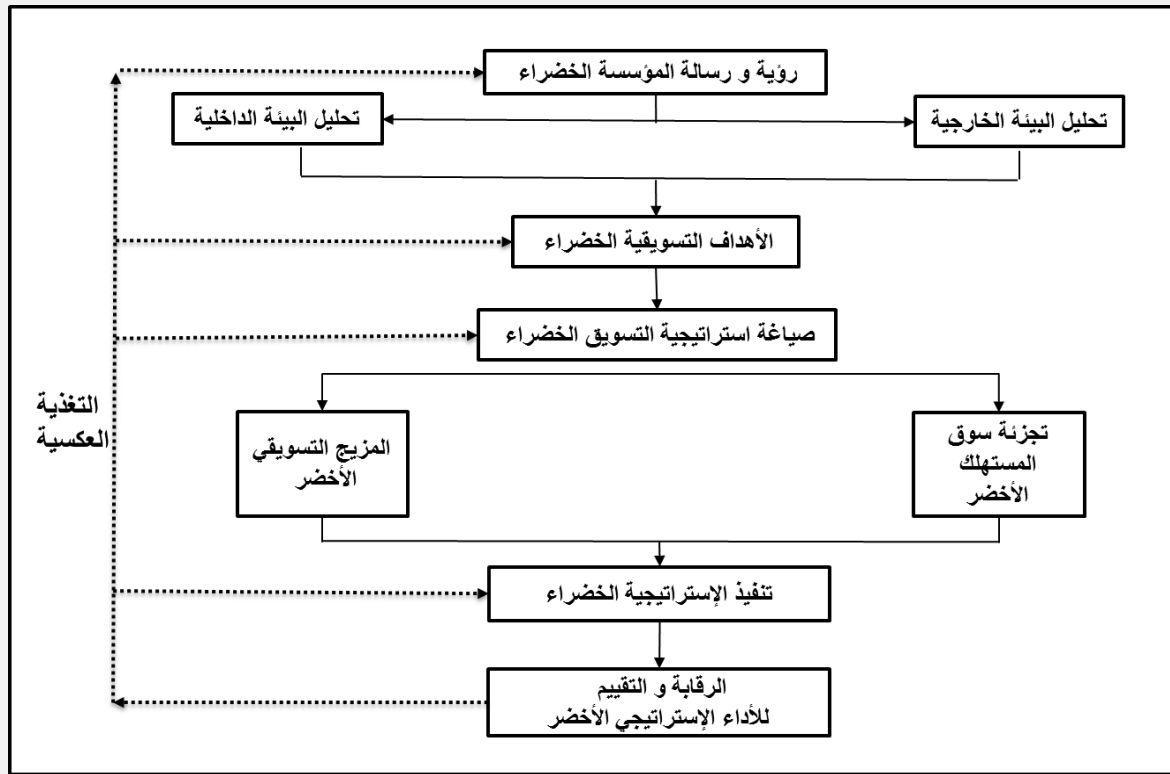 رؤية و رسالة المؤسسة الخضراء
تحليل البيئة الخارجية
تحليل البيئة الداخلية
الأهداف التسويقية الخضراء
صياغة استراتيجية التسويق الخضراء
تجزئة سوق
المستهلك
الأخضر
المزيج التسويقي
الأخضر
التغذية
العكسية
تنفيذ الإستراتيجية الخضراء
الرقابة و التقييم
للأداء الإستراتيجي الأخضر